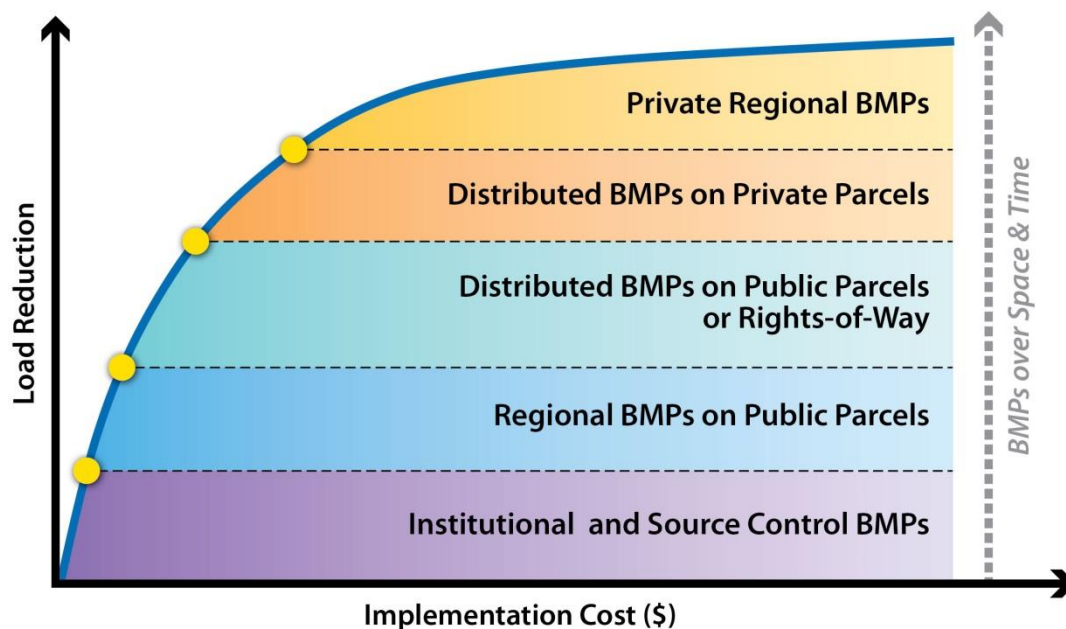 Private Regional BMPs
Distributed BMPs on Private Parcels
Distributed BMPs on Public Parcels
or Rights-of-Way
Regional BMPs on Public Parcels
Institutional and Source Control BMPs
Load Reduction
Implementation Cost ($)
BMPs over Space & Time